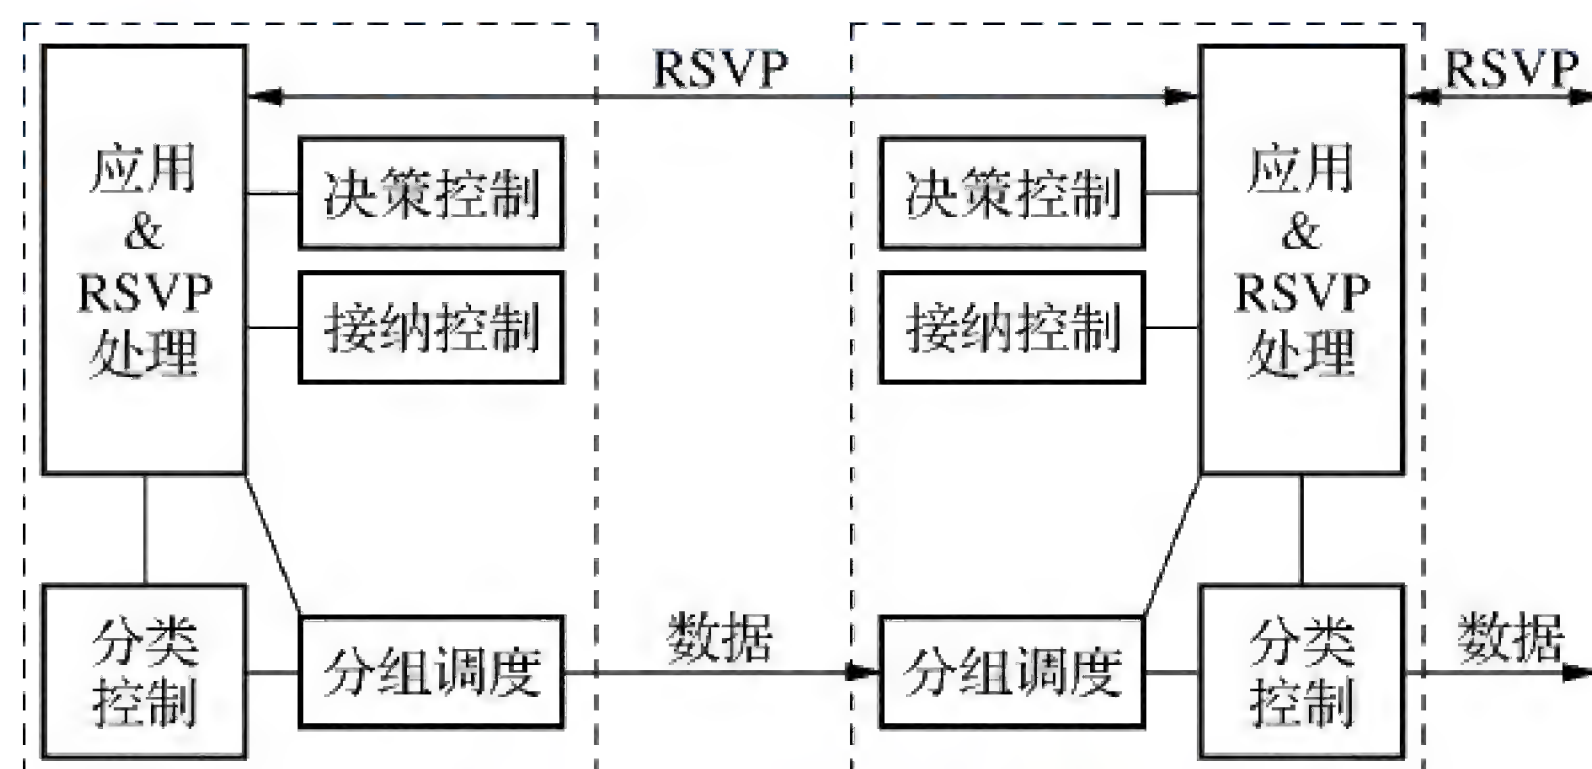 RSVP
RSVP
应用
&
RSVP
处理
决策控制
接纳控制
决策控制
接纳控制
应用
&
RSVP
处理
分类
控制
分组调度
数据
分组调度
分类
控制
数据